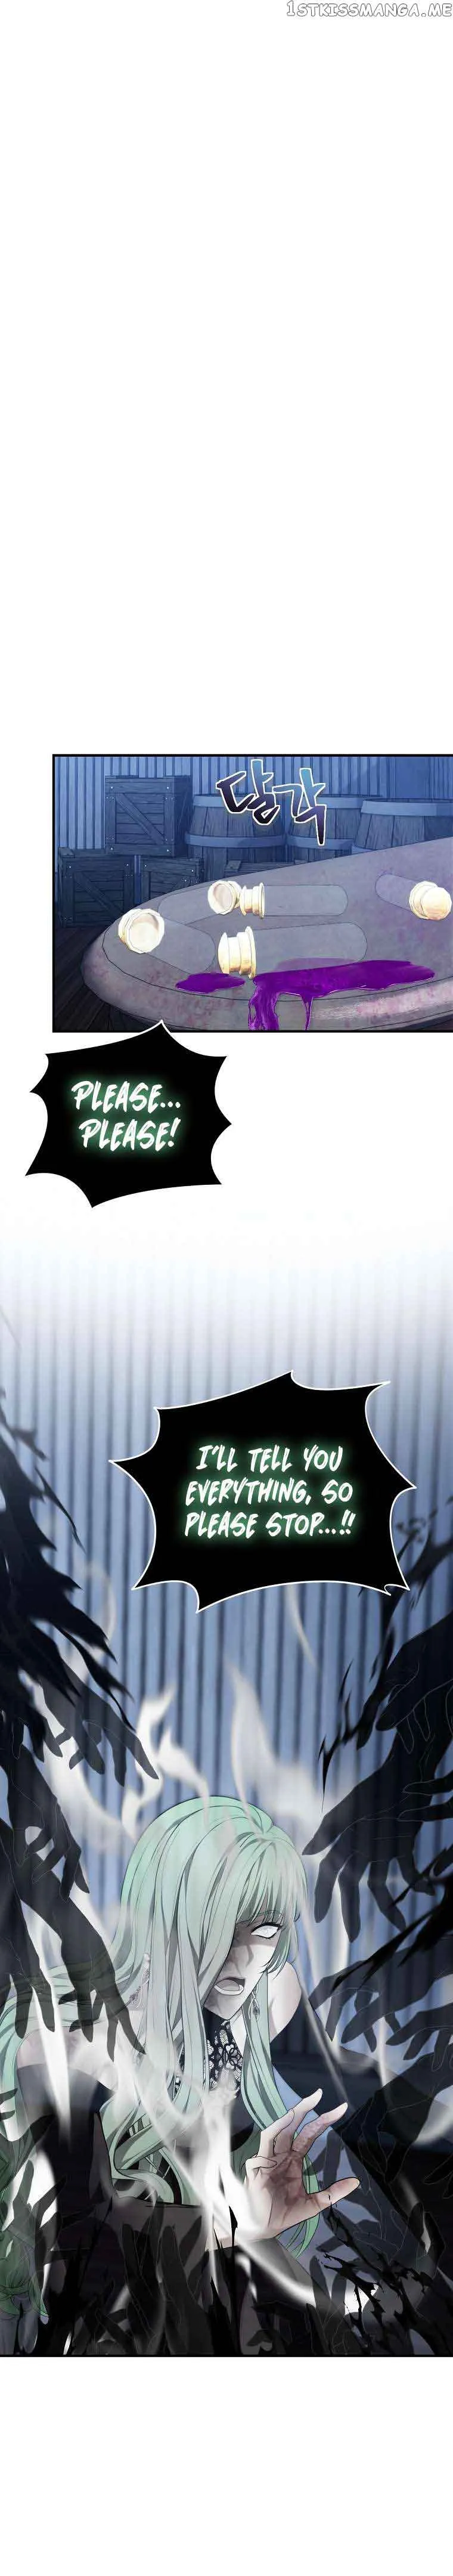 1STKISSMANGA.ME
달각
PLEASE...
PLEASE!
I'LL TELL YOU
EVERYTHING, SO
PLEASE STOP...!!